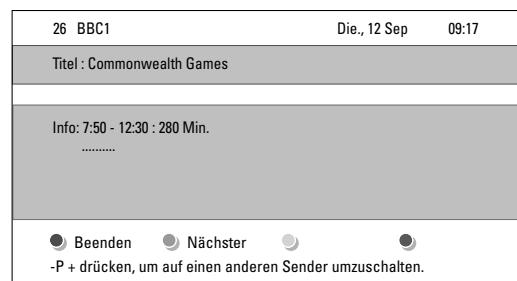 26 BBC1 Die., 12 Sep 09:17
Titel : Commonwealth Games
Info: 7:50 - 12:30 : 280 Min.
..........
Beenden Nächster
-P + drücken, um auf einen anderen Sender umzuschalten.